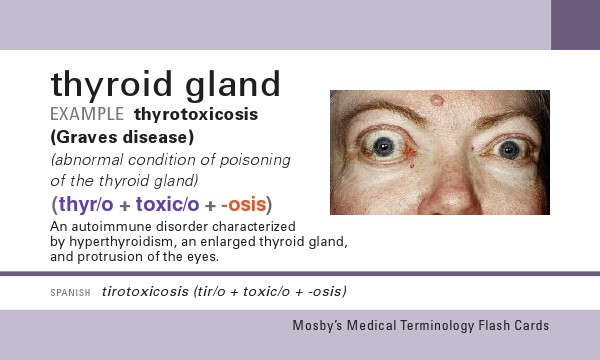 thyroid gland
EXAMPLE thyrotoxicosis
(Graves disease)
(abnormal condition of poisoning
of the thyroid gland)
(thyr/o + toxic/o + -osis)
An autoimmune disorder characterized
by hyperthyroidism, an enlarged thyroid gland,
and protrusion of the eyes.
SPANISH tirotoxicosis (tir/o + toxic/o + -osis)
Mosby's Medical Terminology Flash Cards